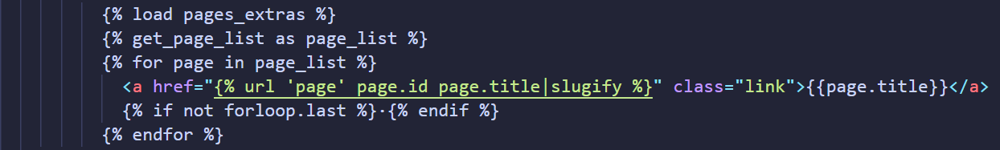 {% load pages_extras %}
{% get_page_list as page_list %}
{% for page in page_list %}
<a href="{% url 'page' page.id page.title|slugify %}" class="link">{{page.title}}</a>
{% if not forloop.last %}·{% endif %}
{% endfor %}